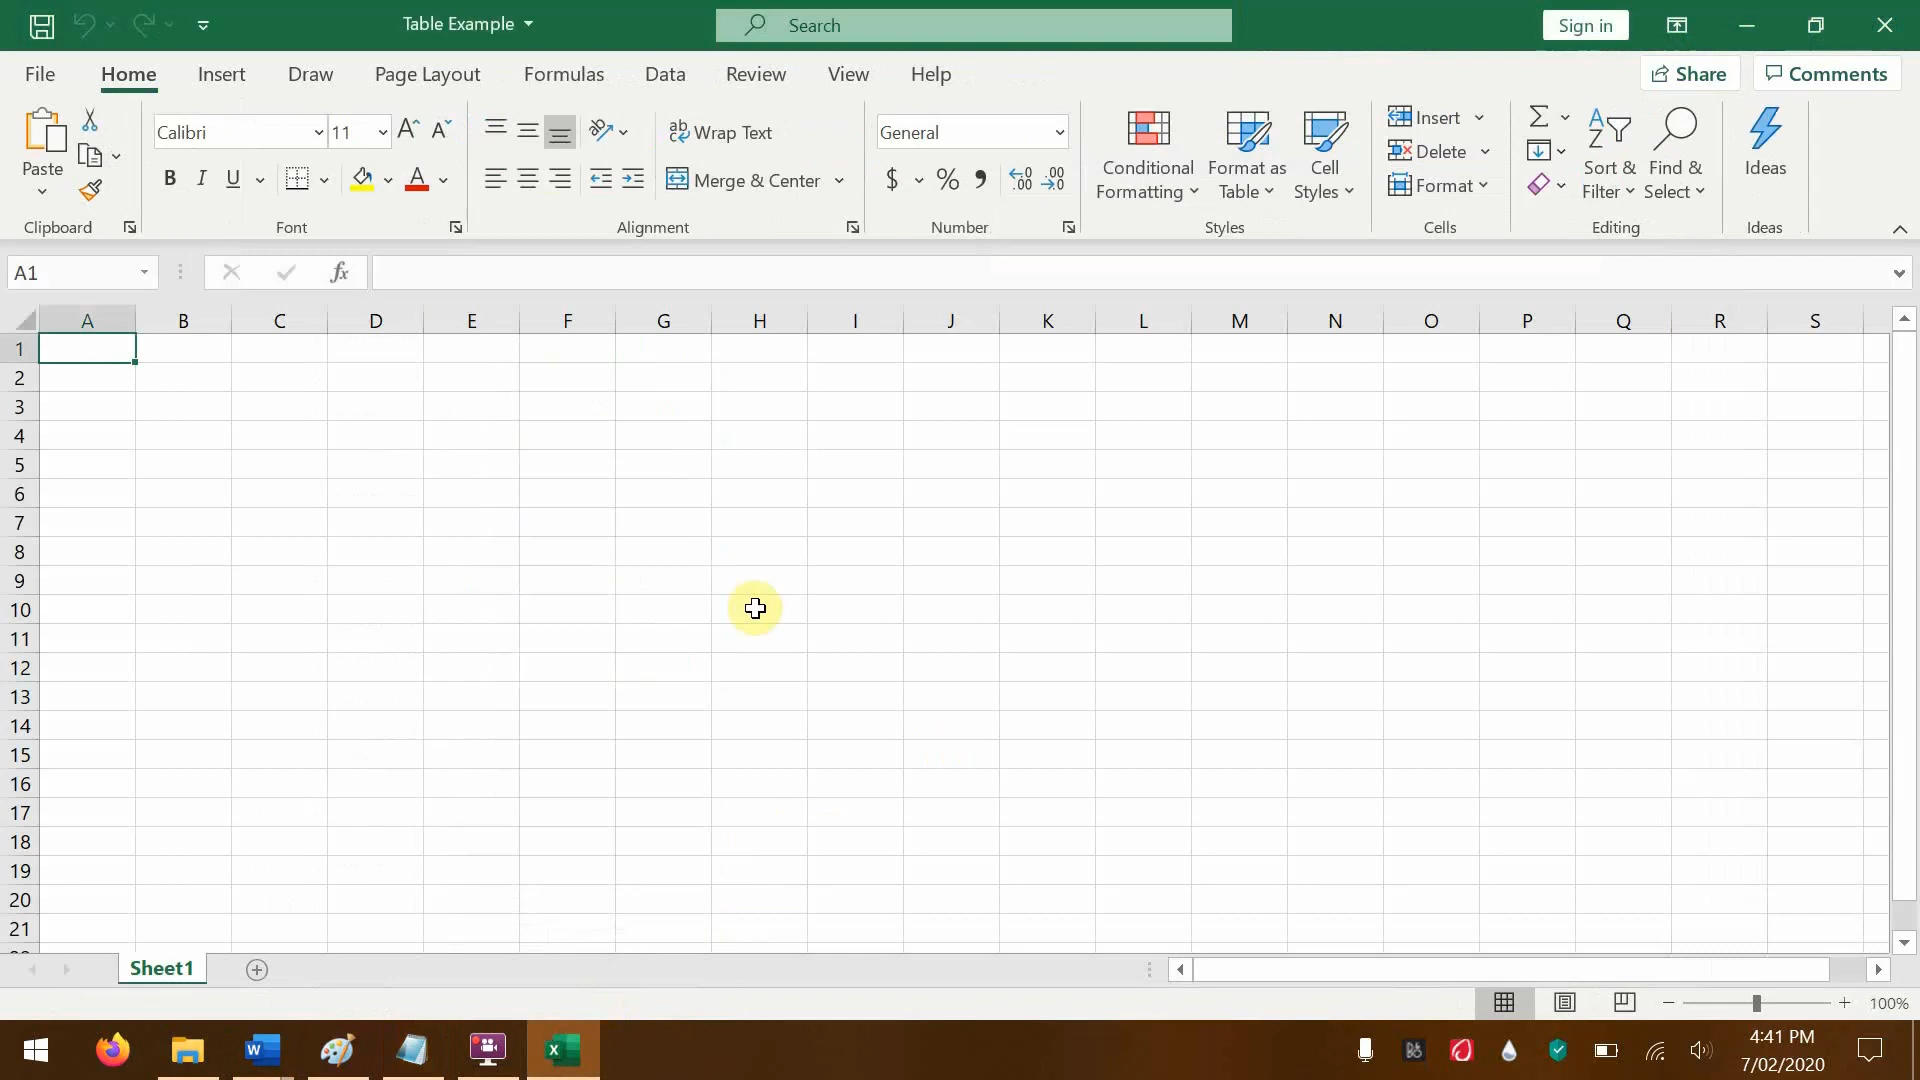 Table Example
Search
Sign in
File Home Insert Draw Page Layout Formulas Data Review View Help
Share Comments
Paste
Clipboard
Calibri 11
B I U
Font
Wrap Text
Merge & Center
Alignment
General
$ % 9
Number
Conditional
Formatting
Format as
Table
Cell
Styles
Styles
Insert
Delete
Format
Cells
Sort &
Filter
Find &
Select
Editing
Ideas
Ideas
A1 fx
A B C D E F G H I J K L M N O P Q R S
1
2
3
4
5
6
7
8
9
10
11
12
13
14
15
16
17
18
19
20
21
Sheet1
100%
4:41 PM
7/02/2020